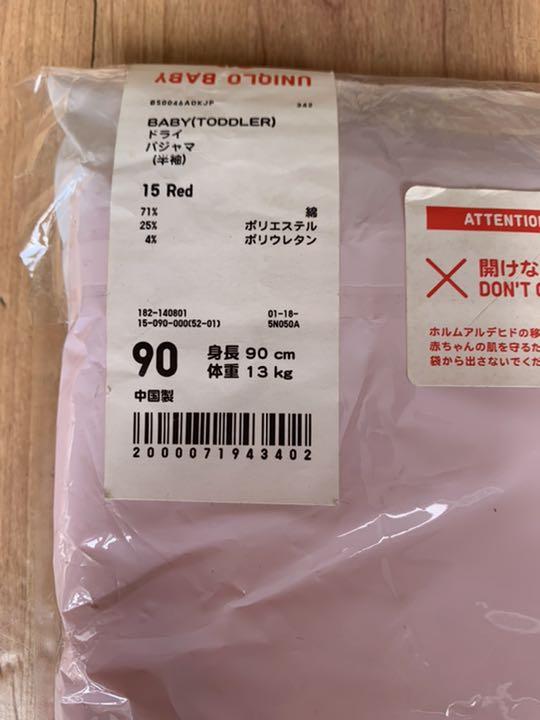 UNIQLO BABY
BS0046A0KJP 342
BABY(TODDLER)
ドライ
パジャマ
(半袖)
15 Red
71% 綿
25% ポリエステル
4% ポリウレタン
182-140801 01-18-
15-090-000(52-01) 5N050A
90 身長 90 cm
体重 13 kg
中国製
2000071943402
ATTENTION
開けな
DON'T O
ホルムアルデヒドの移
赤ちゃんの肌を守るた
袋から出さないでくだ